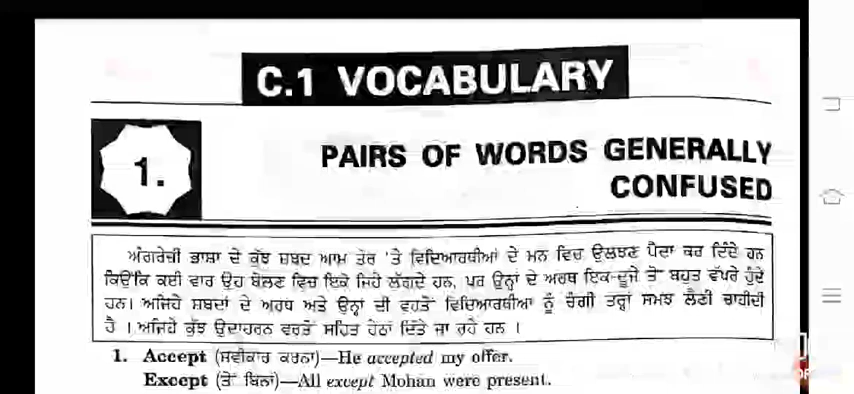 C.1 VOCABULARY
1.
PAIRS OF WORDS GENERALLY
CONFUSED
ਅੰਗਰੇਜ਼ੀ ਭਾਸ਼ਾ ਦੇ ਕੁੱਝ ਸ਼ਬਦ ਆਮ ਤੌਰ 'ਤੇ ਵਿਦਿਆਰਥੀਆਂ ਦੇ ਮਨ ਵਿਚ ਉਲਝਣ ਪੈਦਾ ਕਰ ਦਿੰਦੇ ਹਨ
ਕਿਉਂਕਿ ਕਈ ਵਾਰ ਉਹ ਬੋਲਣ ਵਿਚ ਇਕੋ ਜਿਹੇ ਲੱਗਦੇ ਹਨ, ਪਰ ਉਨ੍ਹਾਂ ਦੇ ਅਰਥ ਇਕ-ਦੂਜੇ ਤੋਂ ਬਹੁਤ ਵੱਖਰੇ ਹੁੰਦੇ
ਹਨ। ਅਜਿਹੇ ਸ਼ਬਦਾਂ ਦੇ ਅਰਥ ਅਤੇ ਉਨ੍ਹਾਂ ਦੀ ਵਰਤੋਂ ਵਿਦਿਆਰਥੀਆਂ ਨੂੰ ਚੰਗੀ ਤਰ੍ਹਾਂ ਸਮਝ ਲੈਣੀ ਚਾਹੀਦੀ
ਹੈ। ਅਜਿਹੇ ਕੁੱਝ ਉਦਾਹਰਨ ਵਰਤੋਂ ਸਹਿਤ ਹੇਠਾਂ ਦਿੱਤੇ ਜਾ ਰਹੇ ਹਨ ।
1. Accept (ਸਵੀਕਾਰ ਕਰਨਾ)—He accepted my offer.
Except (ਤੋਂ ਬਿਨਾਂ)—All except Mohan were present.